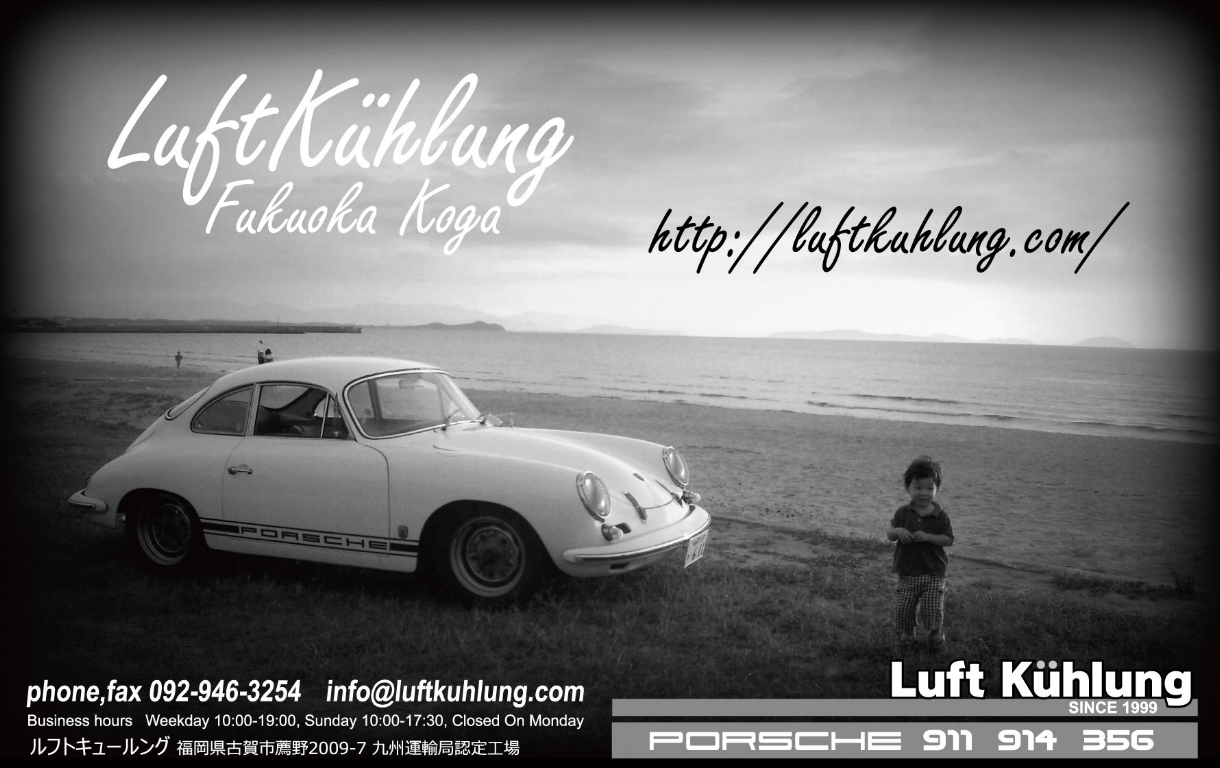 LuftKühlung
Fukuoka Koga
http://luftkuhlung.com/
PORSCHE
phone,fax 092-946-3254 info@luftkuhlung.com
Business hours Weekday 10:00-19:00, Sunday 10:00-17:30, Closed On Monday
ルフトキュールング 福岡県古賀市薦野2009-7 九州運輸局認定工場
Luft Kühlung
SINCE 1999
PORSCHE 911 914 356